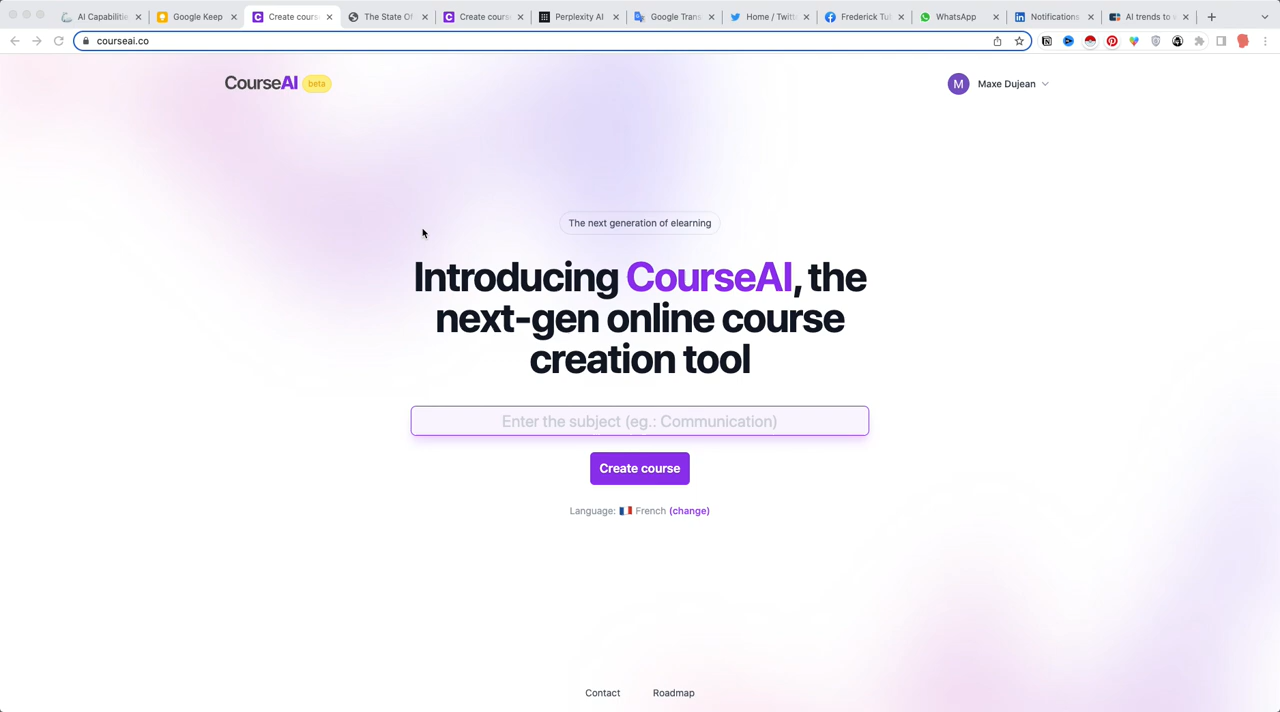 AI Capabilitie
Google Keep
Create cours
The State Of
Create cours
Perplexity AI
Google Trans
Home / Twitt
Frederick Tu
WhatsApp
Notifications
AI trends to
courseai.co
CourseAI beta
M Maxe Dujean
The next generation of elearning
Introducing CourseAI, the
next-gen online course
creation tool
Enter the subject (eg.: Communication)
Create course
Language: French (change)
Contact Roadmap